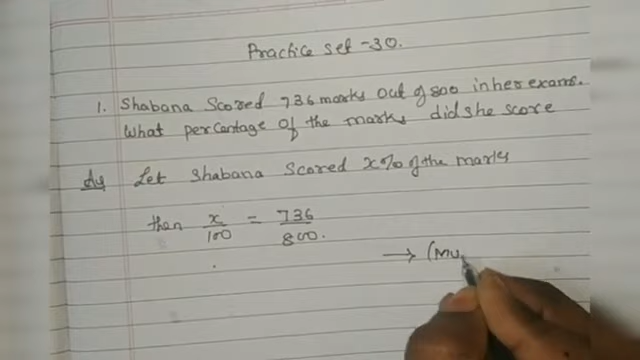 Practice set -30.
1. Shabana Scored 736 marks out of 800 in her exams.
What percentage of the marks did she score
Let Shabana Scored x% of the marks
then x/100 = 736/800.
→ (mu